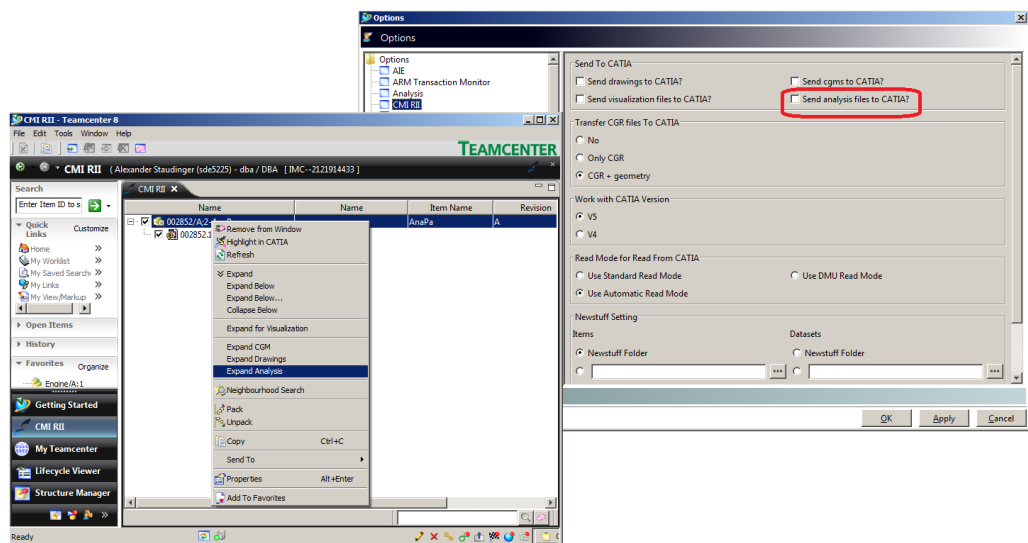 Options
Options
Options
AIE
ARM Transaction Monitor
Analysis
CMI RII
Send To CATIA
Send drawings to CATIA?
Send cgms to CATIA?
Send visualization files to CATIA?
Send analysis files to CATIA?
Transfer CGR files To CATIA
No
Only CGR
CGR + geometry
Work with CATIA Version
V5
V4
Read Mode for Read From CATIA
Use Standard Read Mode
Use DMU Read Mode
Use Automatic Read Mode
Newstuff Setting
Items
Datasets
Newstuff Folder
Newstuff Folder
OK
Apply
Cancel
CMI RII - Teamcenter 8
File Edit Tools Window Help
TEAMCENTER
CMI RII ( Alexander Staudinger (sde5225) - dba / DBA [ IMC--2121914433 ] )
Search
Enter Item ID to s
Quick Links
Customize
Home
My Worklist
My Saved Search
My Links
My View/Markup
Open Items
History
Favorites
Organize
Engine/A;1
Getting Started
CMI RII
My Teamcenter
Lifecycle Viewer
Structure Manager
CMI RII
Name
Name
Item Name
Revision
002852/A;2
AnaPa
A
002852.
Remove from Window
Highlight in CATIA
Refresh
Expand
Expand Below
Expand Below...
Collapse Below
Expand for Visualization
Expand CGM
Expand Drawings
Expand Analysis
Neighbourhood Search
Pack
Unpack
Copy Ctrl+C
Send To
Properties Alt+Enter
Add To Favorites
Ready